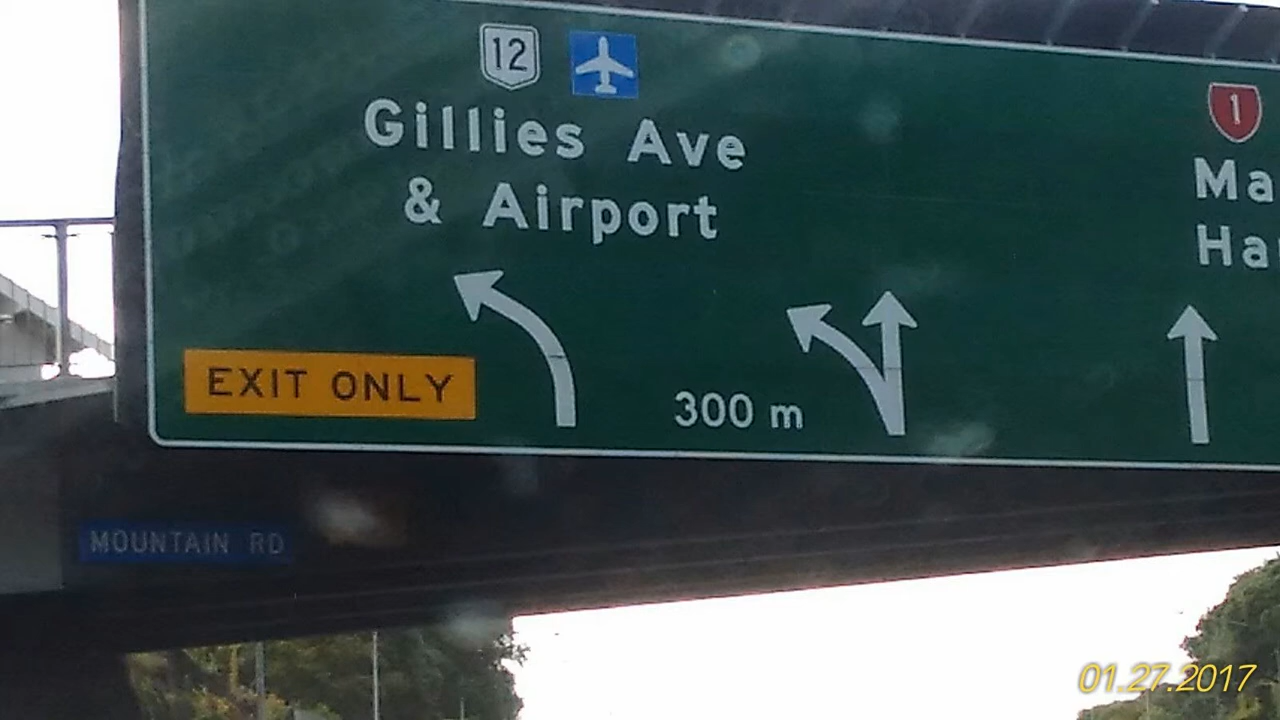 12
Gillies Ave
& Airport
EXIT ONLY
300 m
1
Ma
Ha
MOUNTAIN RD
01.27.2017